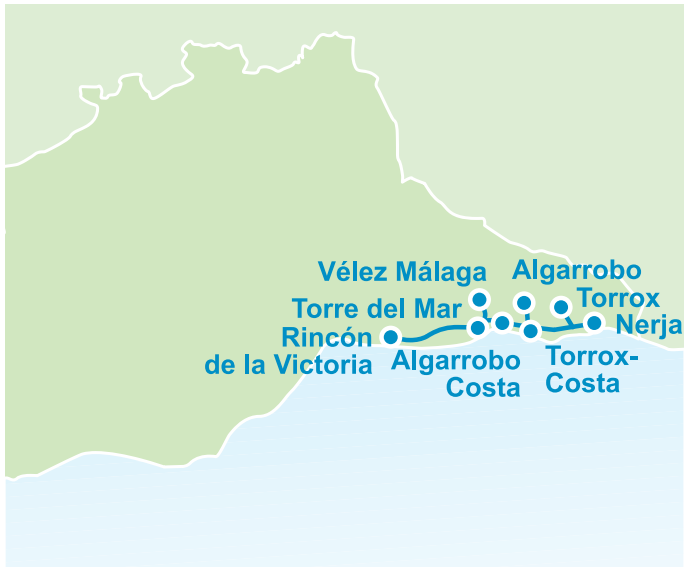 Vélez Málaga
Algarrobo
Torre del Mar
Torrox
Nerja
Rincón
de la Victoria
Algarrobo
Costa
Torrox-
Costa